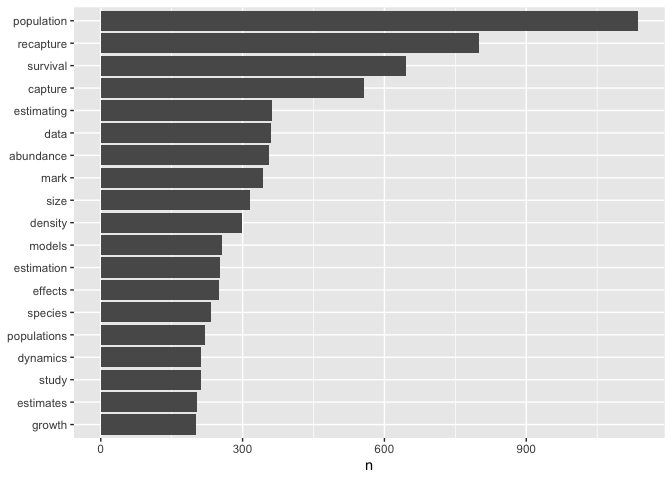 population
recapture
survival
capture
estimating
data
abundance
mark
size
density
models
estimation
effects
species
populations
dynamics
study
estimates
growth
0 300 600 900
n